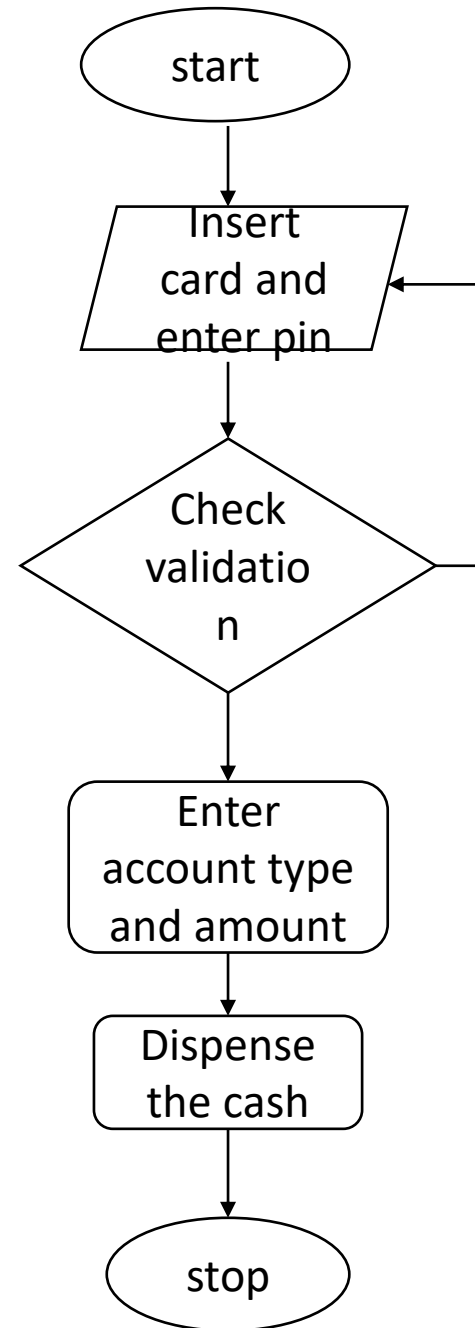 start
Insert
card and
enter pin
Check
validatio
n
Enter
account type
and amount
Dispense
the cash
stop